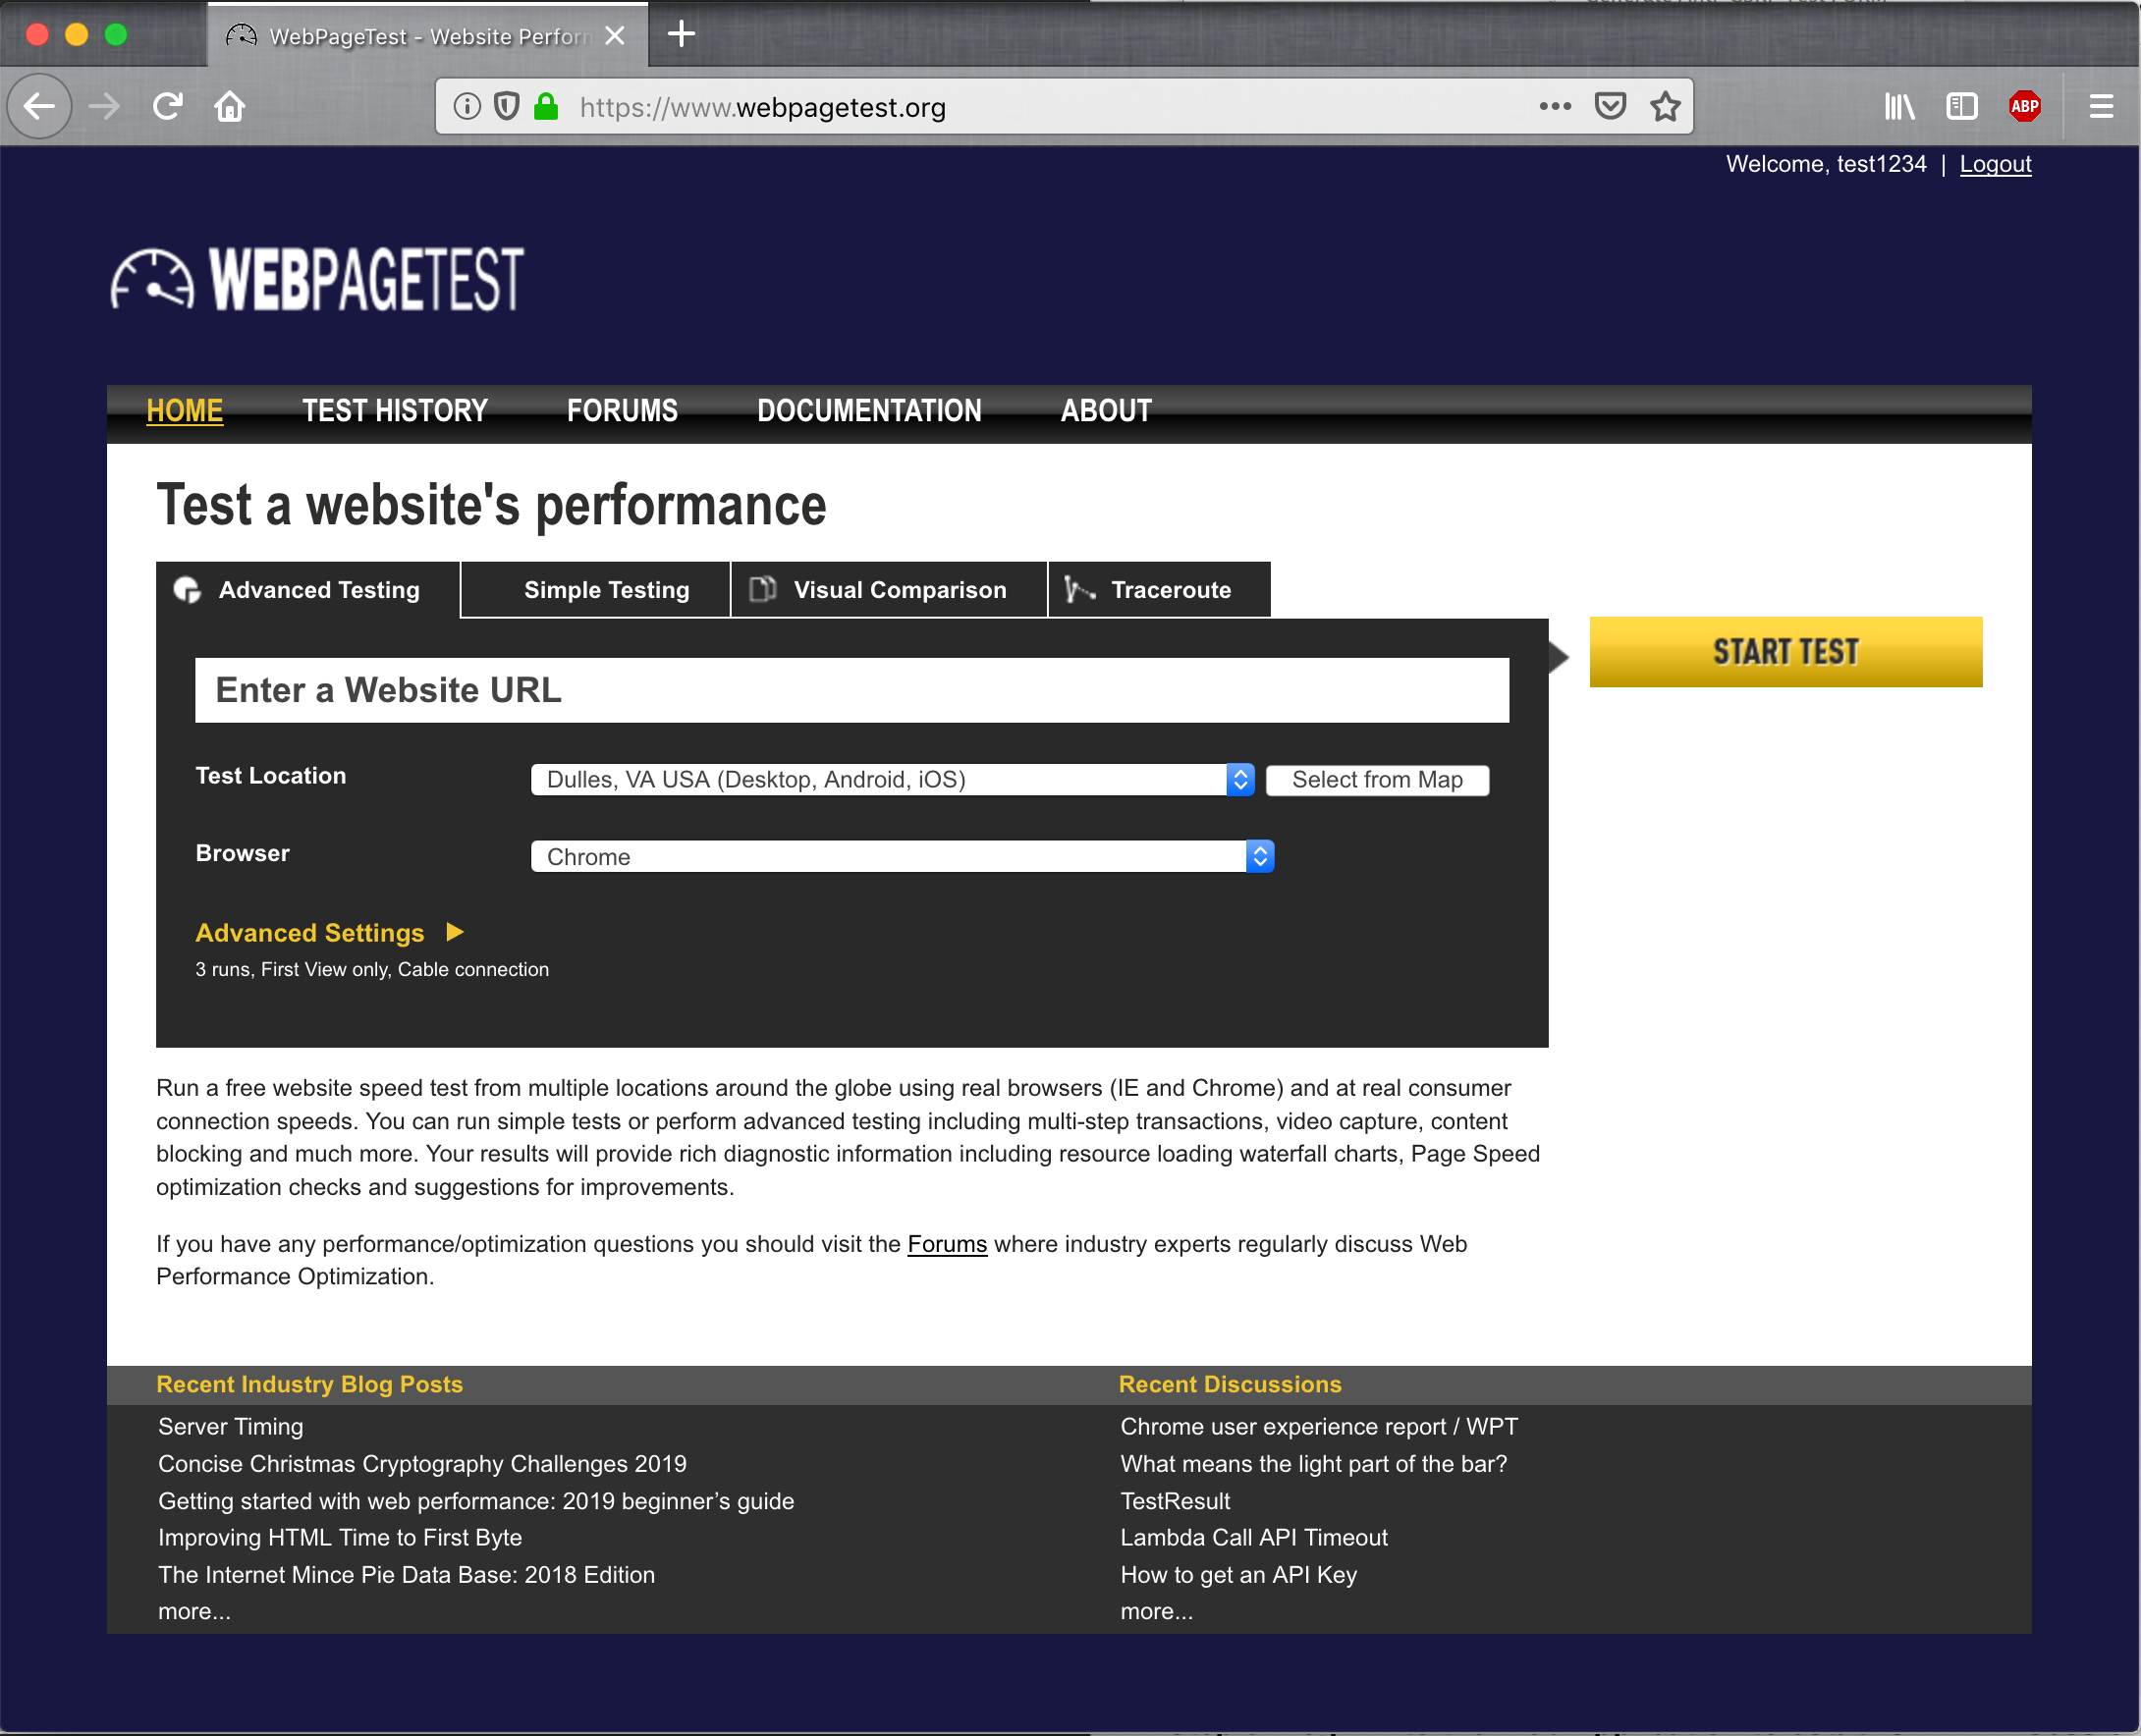 WebPageTest - Website Perfor
https://www.webpagetest.org
ABP
Welcome, test1234 | Logout
WEBPAGETEST
HOME TEST HISTORY FORUMS DOCUMENTATION ABOUT
Test a website's performance
Advanced Testing Simple Testing Visual Comparison Traceroute
START TEST
Enter a Website URL
Test Location Dulles, VA USA (Desktop, Android, iOS) Select from Map
Browser Chrome
Advanced Settings
3 runs, First View only, Cable connection
Run a free website speed test from multiple locations around the globe using real browsers (IE and Chrome) and at real consumer
connection speeds. You can run simple tests or perform advanced testing including multi-step transactions, video capture, content
blocking and much more. Your results will provide rich diagnostic information including resource loading waterfall charts, Page Speed
optimization checks and suggestions for improvements.
If you have any performance/optimization questions you should visit the Forums where industry experts regularly discuss Web
Performance Optimization.
Recent Industry Blog Posts
Server Timing
Concise Christmas Cryptography Challenges 2019
Getting started with web performance: 2019 beginner’s guide
Improving HTML Time to First Byte
The Internet Mince Pie Data Base: 2018 Edition
more...
Recent Discussions
Chrome user experience report / WPT
What means the light part of the bar?
TestResult
Lambda Call API Timeout
How to get an API Key
more...